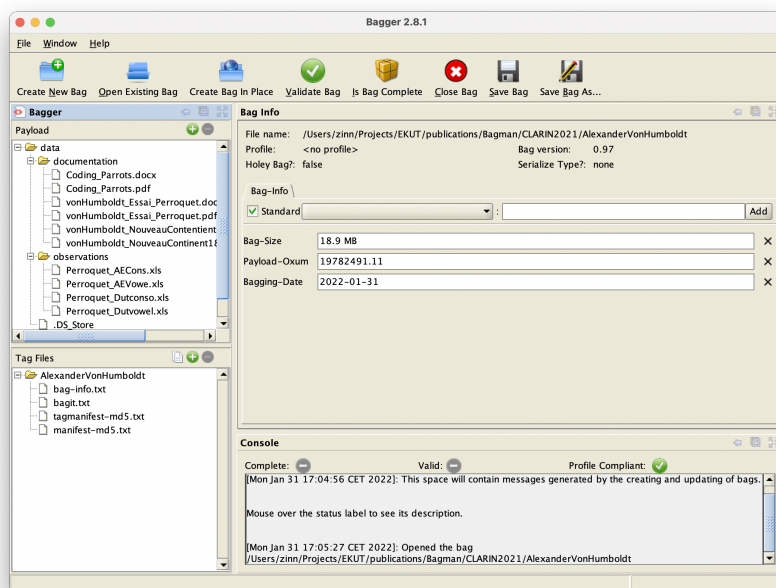 Bagger 2.8.1
File Window Help
Create New Bag Open Existing Bag Create Bag In Place Validate Bag Is Bag Complete Close Bag Save Bag Save Bag As...
Bagger
Payload
data
documentation
Coding_Parrots.docx
Coding_Parrots.pdf
vonHumboldt_Essai_Perroquet.doc
vonHumboldt_Essai_Perroquet.pdf
vonHumboldt_NouveauContentient
vonHumboldt_NouveauContinent18
observations
Perroquet_AECons.xls
Perroquet_AEVowe.xls
Perroquet_Dutconso.xls
Perroquet_Dutvowel.xls
.DS_Store
Tag Files
AlexanderVonHumboldt
bag-info.txt
bagit.txt
tagmanifest-md5.txt
manifest-md5.txt
Bag Info
File name: /Users/zinn/Projects/EKUT/publications/Bagman/CLARIN2021/AlexanderVonHumboldt
Profile: <no profile> Bag version: 0.97
Holey Bag?: false Serialize Type?: none
Bag-Info
Standard : Add
Bag-Size 18.9 MB
Payload-Oxum 19782491.11
Bagging-Date 2022-01-31
Console
Complete: Valid: Profile Compliant:
[Mon Jan 31 17:04:56 CET 2022]: This space will contain messages generated by the creating and updating of bags.
Mouse over the status label to see its description.
[Mon Jan 31 17:05:27 CET 2022]: Opened the bag
/Users/zinn/Projects/EKUT/publications/Bagman/CLARIN2021/AlexanderVonHumboldt